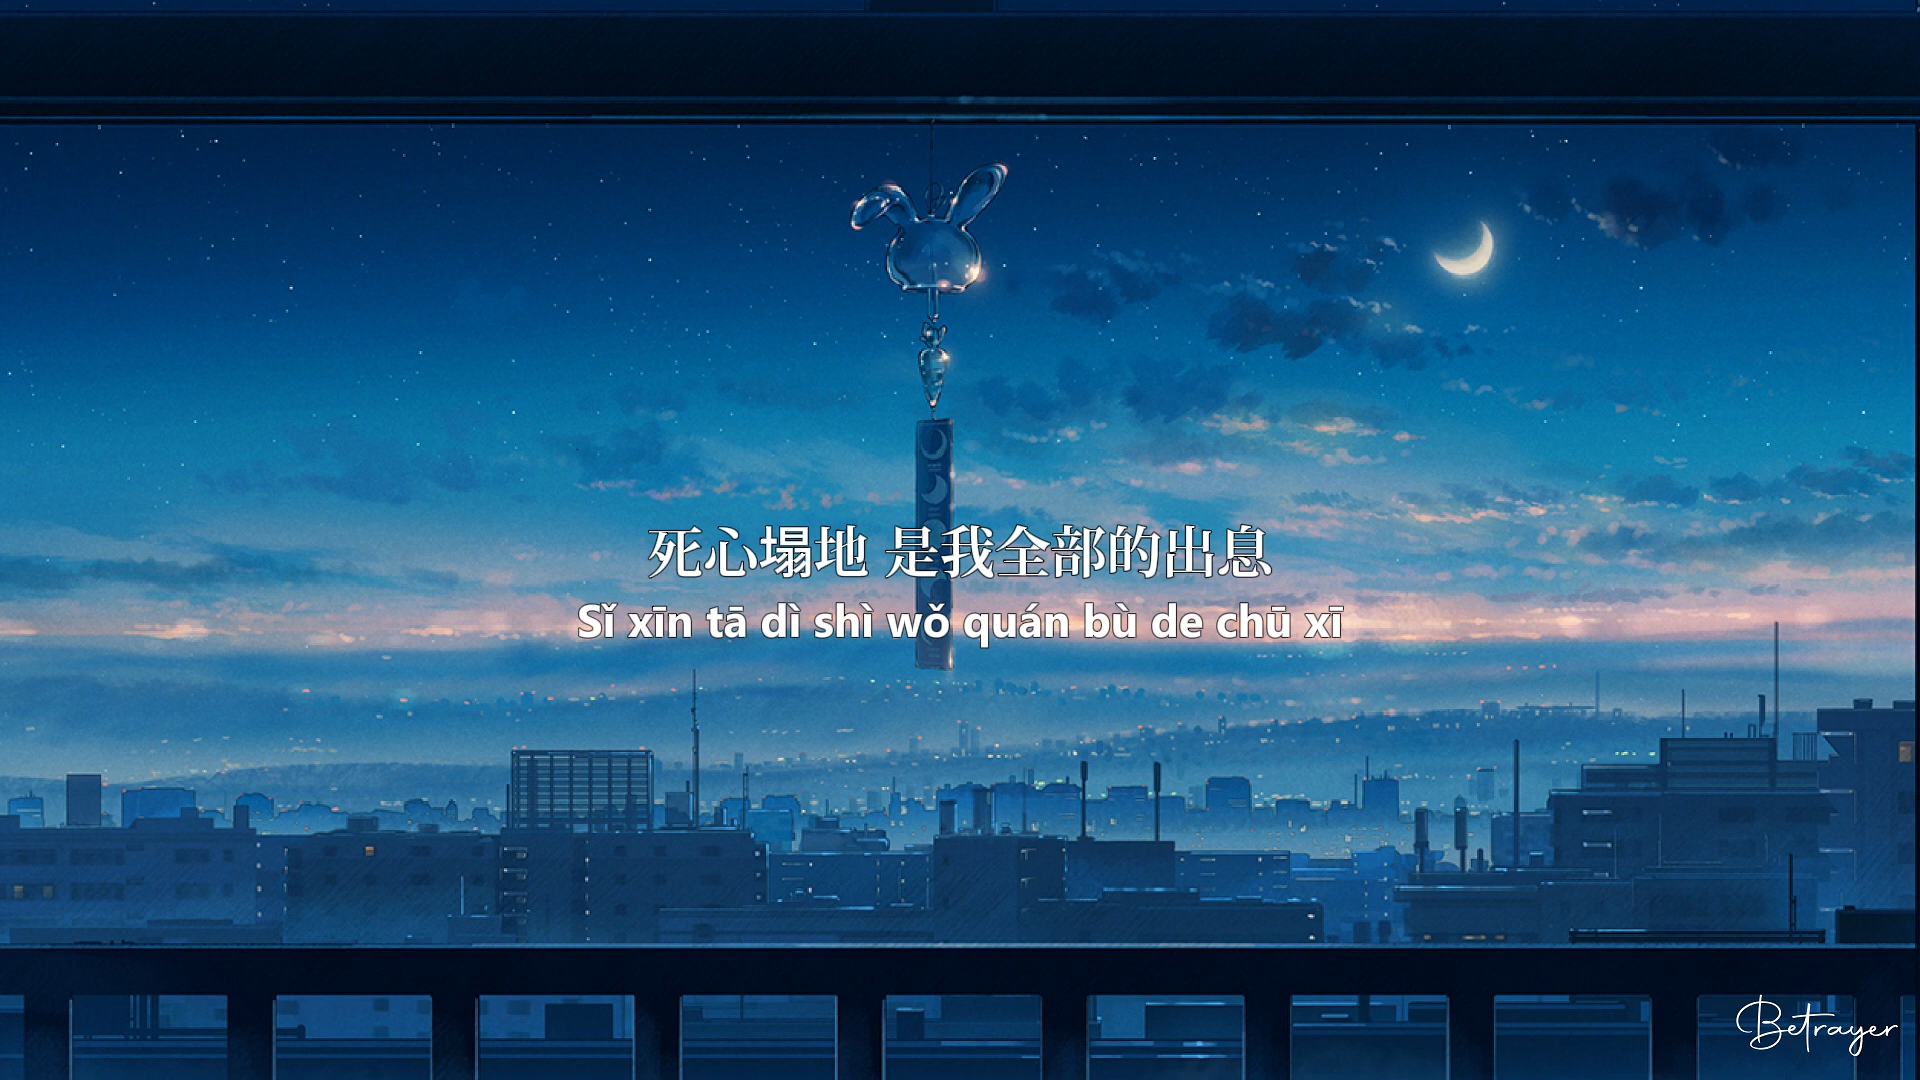 死心塌地 是我全部的出息
Sǐ xīn tā dì shì wǒ quán bù de chū xī
Betrayer